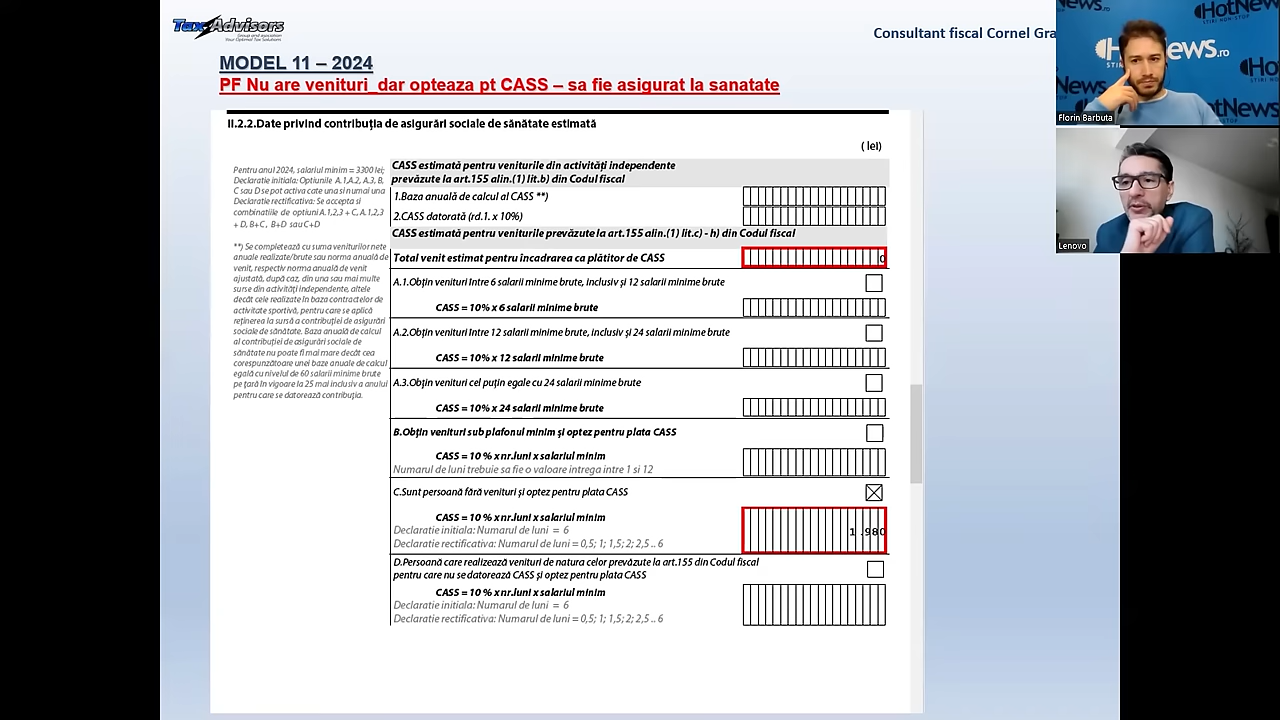 Tax Advisors
Consultant fiscal Cornel Gra
MODEL 11 – 2024
PF Nu are venituri_dar opteaza pt CASS – sa fie asigurat la sanatate
II.2.2.Date privind contribuția de asigurări sociale de sănătate estimată
( lei)
Pentru anul 2024, salariul minim = 3300 lei;
Declaratie initiala: Optiunile A.1,A.2, A.3, B,
C sau D se pot activa cate una si numai una
Declaratie rectificativa: Se accepta si
combinatiile de optiuni A.1,2,3 + C, A.1,2,3
+ D, B+C , B+D sau C+D
**) Se completează cu suma veniturilor nete
anuale realizate/brute sau norma anuală de
venit, respectiv norma anuală de venit
ajustată, după caz, din una sau mai multe
surse din activități independente, altele
decât cele realizate în baza contractelor de
activitate sportivă, pentru care se aplică
reținerea la sursă a contribuției de asigurări
sociale de sănătate. Baza anuală de calcul
al contribuției de asigurări sociale de
sănătate nu poate fi mai mare decât cea
corespunzătoare unei baze anuale de calcul
egală cu nivelul de 60 salarii minime brute
pe țară în vigoare la 25 mai inclusiv a anului
pentru care se datorează contribuția.
CASS estimată pentru veniturile din activități independente
prevăzute la art.155 alin.(1) lit.b) din Codul fiscal
1.Baza anuală de calcul al CASS **)
2.CASS datorată (rd.1. x 10%)
CASS estimată pentru veniturile prevăzute la art.155 alin.(1) lit.c) - h) din Codul fiscal
Total venit estimat pentru încadrarea ca plătitor de CASS
0
A.1.Obțin venituri între 6 salarii minime brute, inclusiv și 12 salarii minime brute
CASS = 10% x 6 salarii minime brute
A.2.Obțin venituri între 12 salarii minime brute, inclusiv și 24 salarii minime brute
CASS = 10% x 12 salarii minime brute
A.3.Obțin venituri cel puțin egale cu 24 salarii minime brute
CASS = 10% x 24 salarii minime brute
B.Obțin venituri sub plafonul minim și optez pentru plata CASS
CASS = 10 % x nr.luni x salariul minim
Numarul de luni trebuie sa fie o valoare intrega intre 1 si 12
C.Sunt persoană fără venituri și optez pentru plata CASS
CASS = 10 % x nr.luni x salariul minim
Declaratie initiala: Numarul de luni = 6
Declaratie rectificativa: Numarul de luni = 0,5; 1; 1,5; 2; 2,5 .. 6
1.980
D.Persoană care realizează venituri de natura celor prevăzute la art.155 din Codul fiscal
pentru care nu se datorează CASS și optez pentru plata CASS
CASS = 10 % x nr.luni x salariul minim
Declaratie initiala: Numarul de luni = 6
Declaratie rectificativa: Numarul de luni = 0,5; 1; 1,5; 2; 2,5 .. 6
HotNews
News.ro
Florin Barbuta
Lenovo